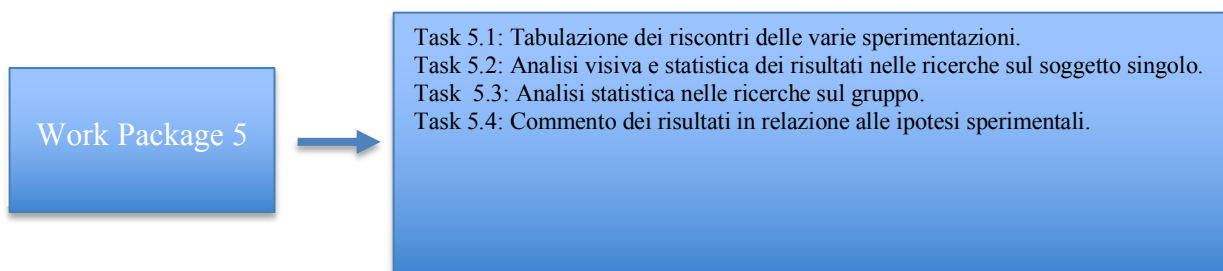 Work Package 5
Task 5.1: Tabulazione dei riscontri delle varie sperimentazioni.
Task 5.2: Analisi visiva e statistica dei risultati nelle ricerche sul soggetto singolo.
Task 5.3: Analisi statistica nelle ricerche sul gruppo.
Task 5.4: Commento dei risultati in relazione alle ipotesi sperimentali.